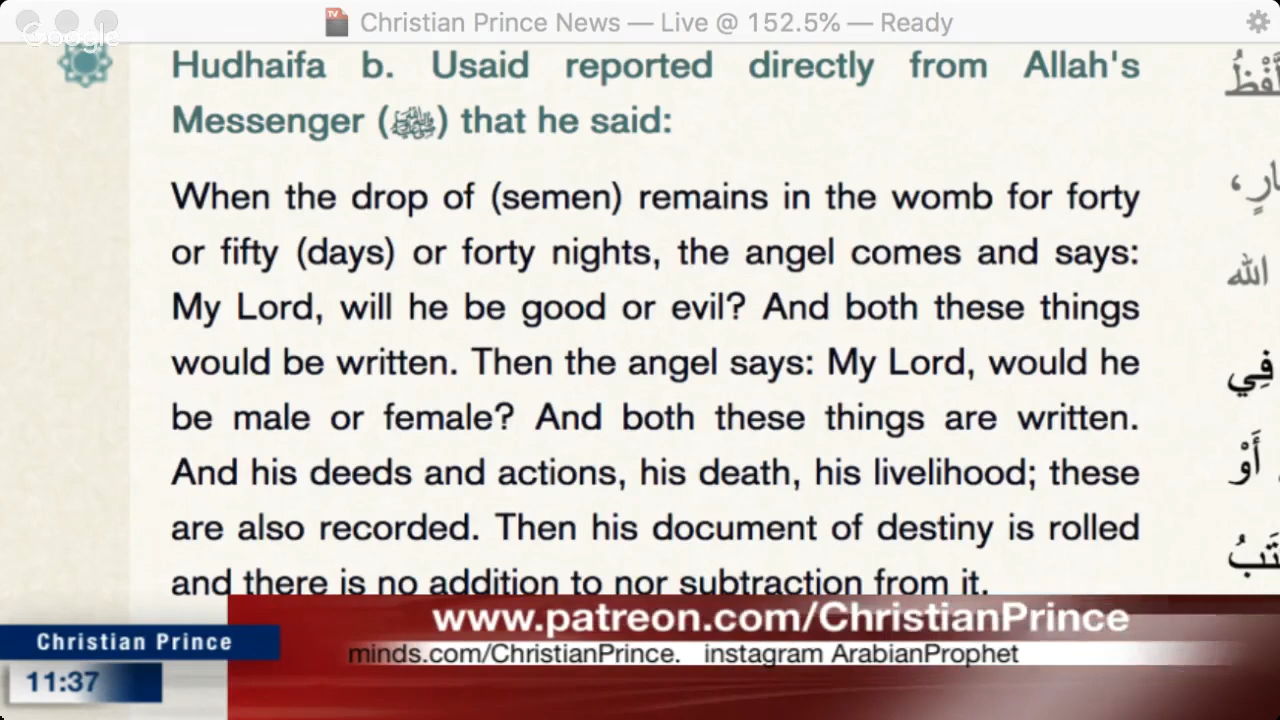 Christian Prince News — Live @ 152.5% — Ready
Google
Hudhaifa b. Usaid reported directly from Allah's
Messenger (ﷺ) that he said:
When the drop of (semen) remains in the womb for forty
or fifty (days) or forty nights, the angel comes and says:
My Lord, will he be good or evil? And both these things
would be written. Then the angel says: My Lord, would he
be male or female? And both these things are written.
And his deeds and actions, his death, his livelihood; these
are also recorded. Then his document of destiny is rolled
and there is no addition to nor subtraction from it.
الله
فِي
أَوْ
www.patreon.com/ChristianPrince
Christian Prince
minds.com/ChristianPrince. instagram ArabianProphet
11:37